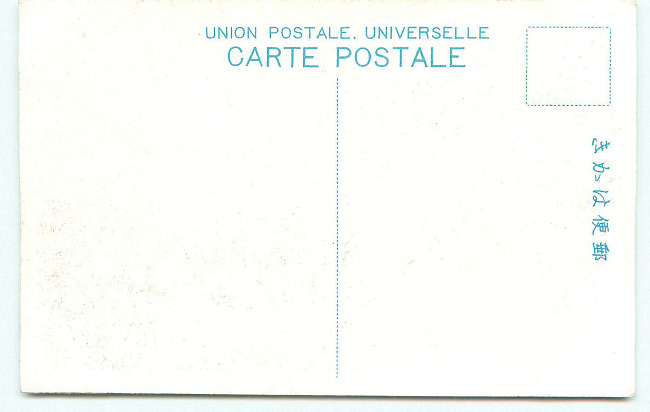 UNION POSTALE. UNIVERSELLE
CARTE POSTALE
きかは便郵